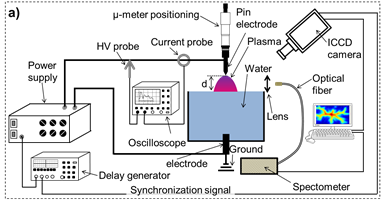 a)
μ-meter positioning
Pin
electrode
Plasma
ICCD
camera
HV probe
Current probe
Power
supply
Water
Optical
fiber
d
Lens
Oscilloscope
electrode
Ground
Delay generator
Spectometer
Synchronization signal